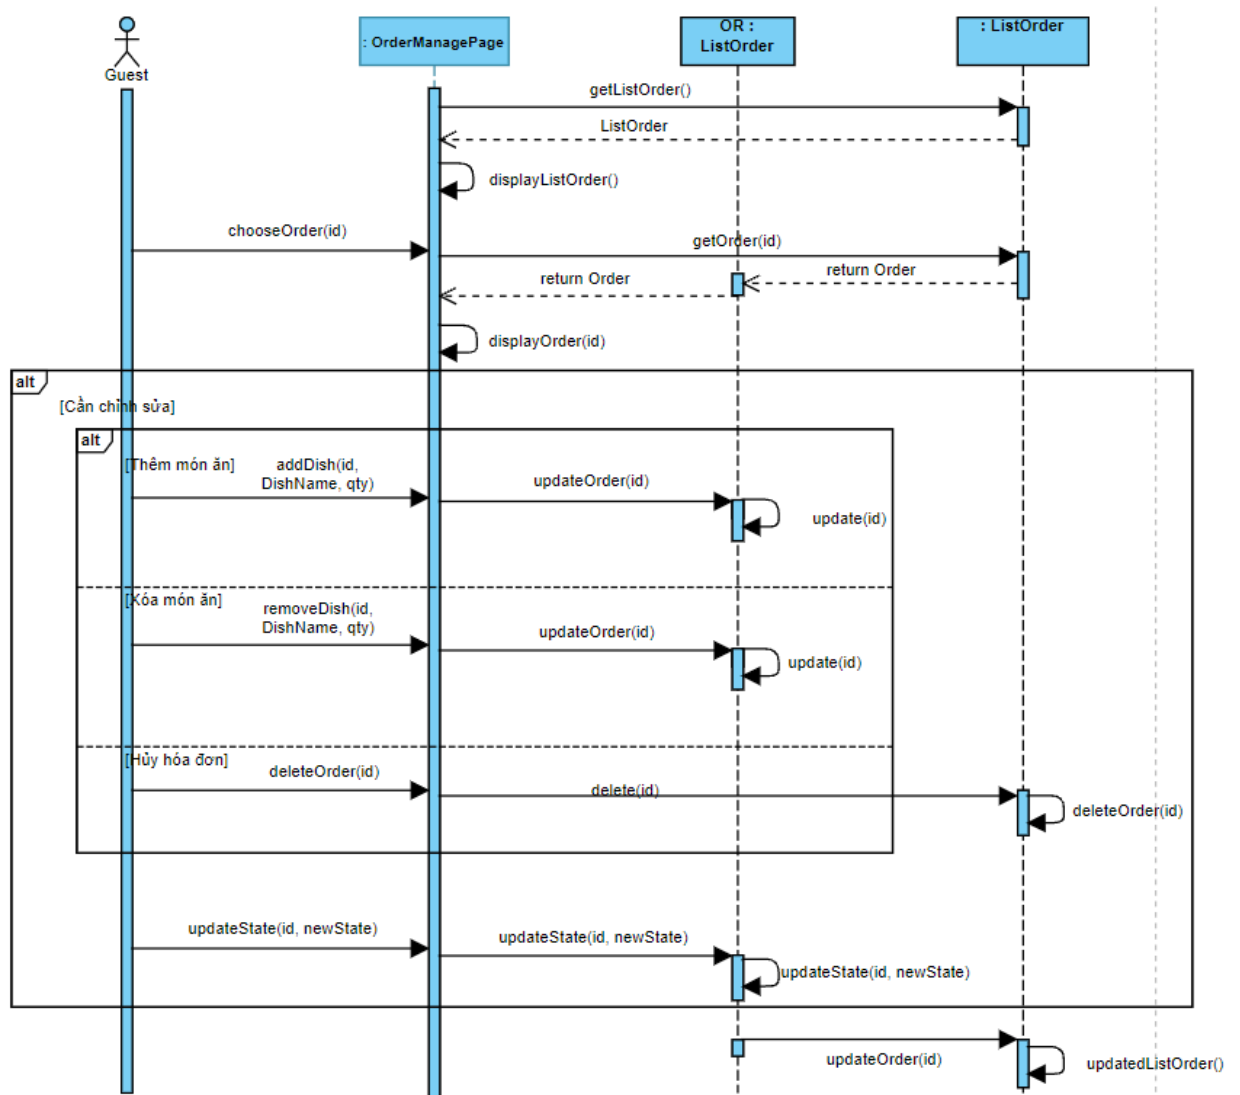 Guest
: OrderManagePage
OR :
ListOrder
: ListOrder
getListOrder()
ListOrder
displayListOrder()
chooseOrder(id)
getOrder(id)
return Order
return Order
displayOrder(id)
alt
[Cần chỉnh sửa]
alt
[Thêm món ăn]
addDish(id,
DishName, qty)
updateOrder(id)
update(id)
[Xóa món ăn]
removeDish(id,
DishName, qty)
updateOrder(id)
update(id)
[Hủy hóa đơn]
deleteOrder(id)
delete(id)
deleteOrder(id)
updateState(id, newState)
updateState(id, newState)
updateState(id, newState)
updateOrder(id)
updatedListOrder()